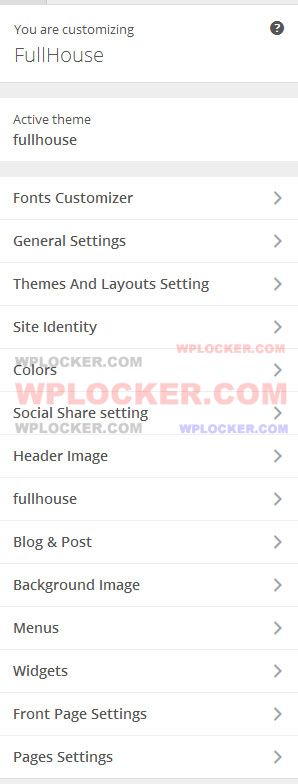 You are customizing
FullHouse
Active theme
fullhouse
Fonts Customizer
General Settings
Themes And Layouts Setting
Site Identity
WPLOCKER.COM
WPLOCKER.COM
Colors
WPLOCKER.COM
Social Share setting
WPLOCKER.COM
WPLOCKER.COM
Header Image
fullhouse
Blog & Post
Background Image
Menus
Widgets
Front Page Settings
Pages Settings